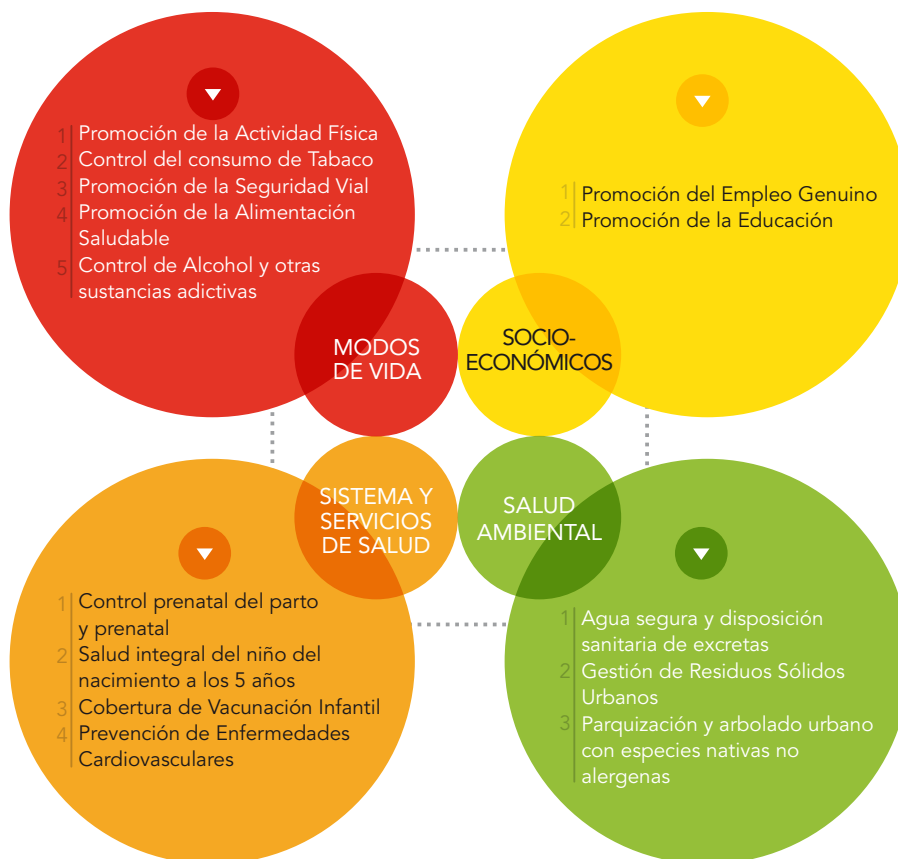 1 Promoción de la Actividad Física
2 Control del consumo de Tabaco
3 Promoción de la Seguridad Vial
4 Promoción de la Alimentación
Saludable
5 Control de Alcohol y otras
sustancias adictivas
MODOS
DE VIDA
1 Promoción del Empleo Genuino
2 Promoción de la Educación
SOCIO-
ECONÓMICOS
SISTEMA Y
SERVICIOS
DE SALUD
1 Control prenatal del parto
y prenatal
2 Salud integral del niño del
nacimiento a los 5 años
3 Cobertura de Vacunación Infantil
4 Prevención de Enfermedades
Cardiovasculares
SALUD
AMBIENTAL
1 Agua segura y disposición
sanitaria de excretas
2 Gestión de Residuos Sólidos
Urbanos
3 Parquización y arbolado urbano
con especies nativas no
alergenas